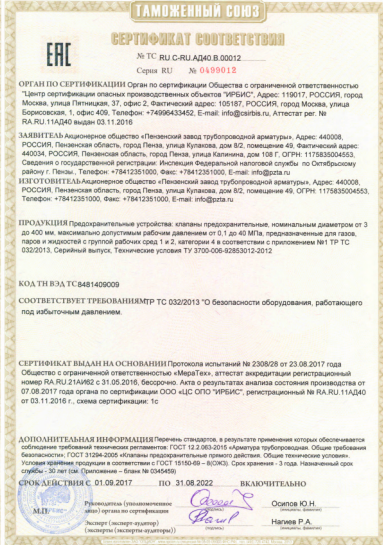 ТАМОЖЕННЫЙ СОЮЗ
СЕРТИФИКАТ СООТВЕТСТВИЯ
ЕАС
№ ТС RU C-RU.АД40.В.00012
Серия RU № 0499012
ОРГАН ПО СЕРТИФИКАЦИИ Орган по сертификации Общества с ограниченной ответственностью
"Центр сертификации опасных производственных объектов "ИРБИС", Адрес: 119017, РОССИЯ, город
Москва, улица Пятницкая, 37, офис 2, Фактический адрес: 105187, РОССИЯ, город Москва, улица
Борисовская, 1, офис 409, Телефон: +74996433452, E-mail: info@csirbis.ru, Аттестат рег. №
RA.RU.11АД40 выдан 03.11.2016
ЗАЯВИТЕЛЬ Акционерное общество «Пензенский завод трубопроводной арматуры», Адрес: 440008,
РОССИЯ, Пензенская область, город Пенза, улица Кулакова, дом 8/2, помещение 49, Фактический адрес:
440034, РОССИЯ, Пензенская область, город Пенза, улица Калинина, дом 108 Г, ОГРН: 1175835004553,
Сведения о государственной регистрации: Инспекция Федеральной налоговой службы по Октябрьскому
району г. Пензы., Телефон: +78412351000, Факс: +78412351000, E-mail: info@pzta.ru
ИЗГОТОВИТЕЛЬ Акционерное общество «Пензенский завод трубопроводной арматуры», Адрес: 440008,
РОССИЯ, Пензенская область, город Пенза, улица Кулакова, дом 8/2, помещение 49, ОГРН: 1175835004553,
Телефон: +78412351000, Факс: +78412351000, E-mail: info@pzta.ru
ПРОДУКЦИЯ Предохранительные устройства: клапаны предохранительные, номинальным диаметром от 3
до 400 мм, максимально допустимым рабочим давлением от 0,1 до 40 МПа, предназначенные для газов,
паров и жидкостей с группой рабочих сред 1 и 2, категории 4 в соответствии с приложением №1 ТР ТС
032/2013, Серийный выпуск, Технические условия ТУ 3700-006-92853012-2012
КОД ТН ВЭД ТС 8481409009
СООТВЕТСТВУЕТ ТРЕБОВАНИЯМ ТР ТС 032/2013 "О безопасности оборудования, работающего
под избыточным давлением.
СЕРТИФИКАТ ВЫДАН НА ОСНОВАНИИ Протокола испытаний № 2308/28 от 23.08.2017 года
Общество с ограниченной ответственностью «МераТех», аттестат аккредитации регистрационный
номер RA.RU.21АИ62 с 31.05.2016, бессрочно. Акта о результатах анализа состояния производства от
07.08.2017 года органа по сертификации ООО «ЦС ОПО "ИРБИС", регистрационный № RA.RU.11АД40
от 03.11.2016 г., схема сертификации: 1с
ДОПОЛНИТЕЛЬНАЯ ИНФОРМАЦИЯ Перечень стандартов, в результате применения которых обеспечивается
соблюдение требований технических регламентов: ГОСТ 12.2.063-2015 «Арматура трубопроводная. Общие требования
безопасности»; ГОСТ 31294-2005 «Клапаны предохранительные прямого действия. Общие технические условия».
Условия хранения продукции в соответствии с ГОСТ 15150-69 – 8(ОЖ3). Срок хранения - 3 года. Назначенный срок
службы - 30 лет (см. Приложение – бланк № 0345459)
СРОК ДЕЙСТВИЯ С 01.09.2017 ПО 31.08.2022 ВКЛЮЧИТЕЛЬНО
М.П.
Руководитель (уполномоченное
лицо) органа по сертификации
Осипов Ю.Н.
Эксперт (эксперт-аудитор)
(эксперты (эксперты-аудиторы))
Нагиев Р.А.